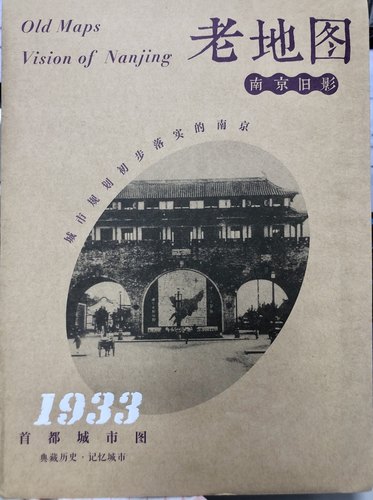 Old Maps
Vision of Nanjing
老地图
南京旧影
城市规划初步落实的南京
1933
首都城市图
典藏历史·记忆城市